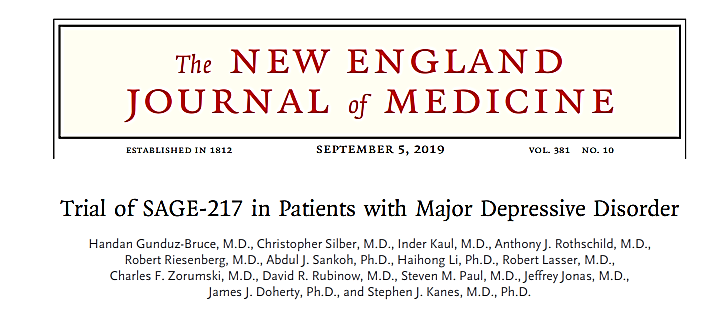 The NEW ENGLAND
JOURNAL of MEDICINE
ESTABLISHED IN 1812 SEPTEMBER 5, 2019 VOL. 381 NO. 10
Trial of SAGE-217 in Patients with Major Depressive Disorder
Handan Gunduz-Bruce, M.D., Christopher Silber, M.D., Inder Kaul, M.D., Anthony J. Rothschild, M.D.,
Robert Riesenberg, M.D., Abdul J. Sankoh, Ph.D., Haihong Li, Ph.D., Robert Lasser, M.D.,
Charles F. Zorumski, M.D., David R. Rubinow, M.D., Steven M. Paul, M.D., Jeffrey Jonas, M.D.,
James J. Doherty, Ph.D., and Stephen J. Kanes, M.D., Ph.D.